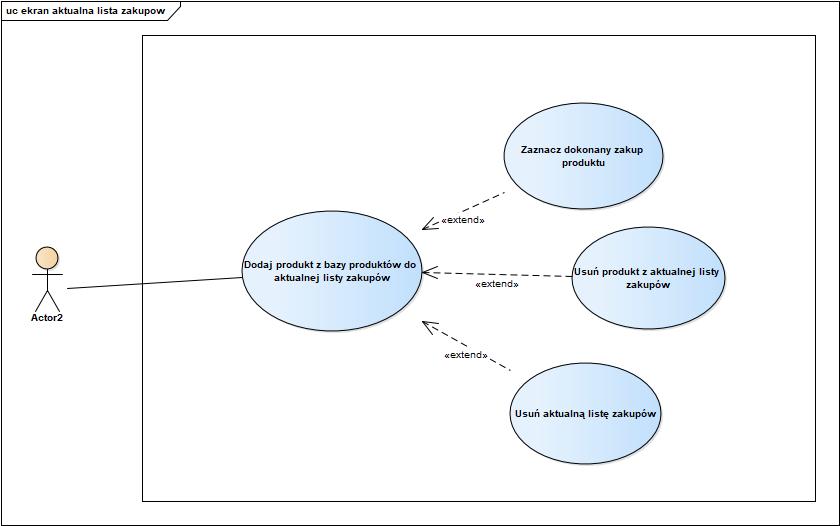 uc ekran aktualna lista zakupow
Zaznacz dokonany zakup
produktu
«extend»
Dodaj produkt z bazy produktów do
aktualnej listy zakupów
Usuń produkt z aktualnej listy
zakupów
«extend»
Actor2
«extend»
Usuń aktualną listę zakupów